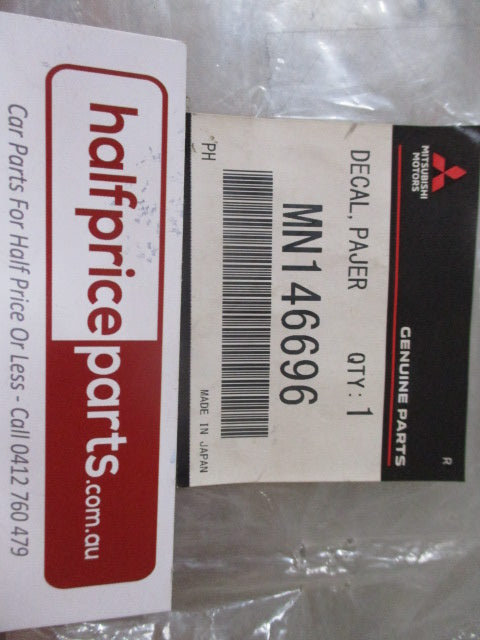 MITSUBISHI
MOTORS
GENUINE PARTS
R
DECAL, PAJER QTY: 1
MN146696
°PH
MADE IN JAPAN
halfpriceparts.com.au
Car Parts For Half Price Or Less - Call 0412 760 479